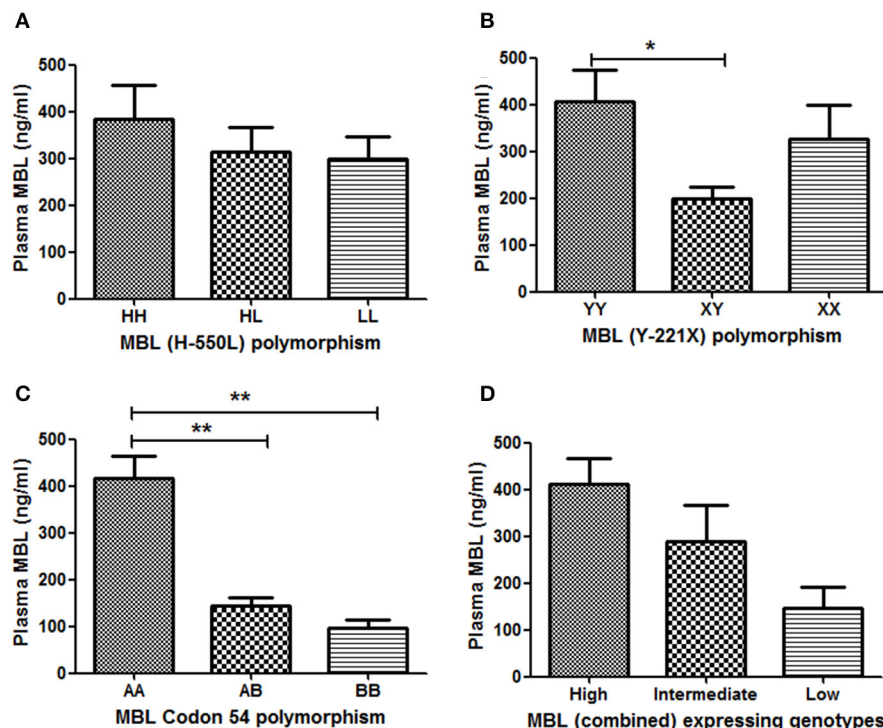 A
Plasma MBL (ng/ml)
500
400
300
200
100
0
HH HL LL
MBL (H-550L) polymorphism
B
*
Plasma MBL (ng/ml)
500
400
300
200
100
0
YY XY XX
MBL (Y-221X) polymorphism
C
**
**
Plasma MBL (ng/ml)
500
400
300
200
100
0
AA AB BB
MBL Codon 54 polymorphism
D
Plasma MBL (ng/ml)
500
400
300
200
100
0
High Intermediate Low
MBL (combined) expressing genotypes